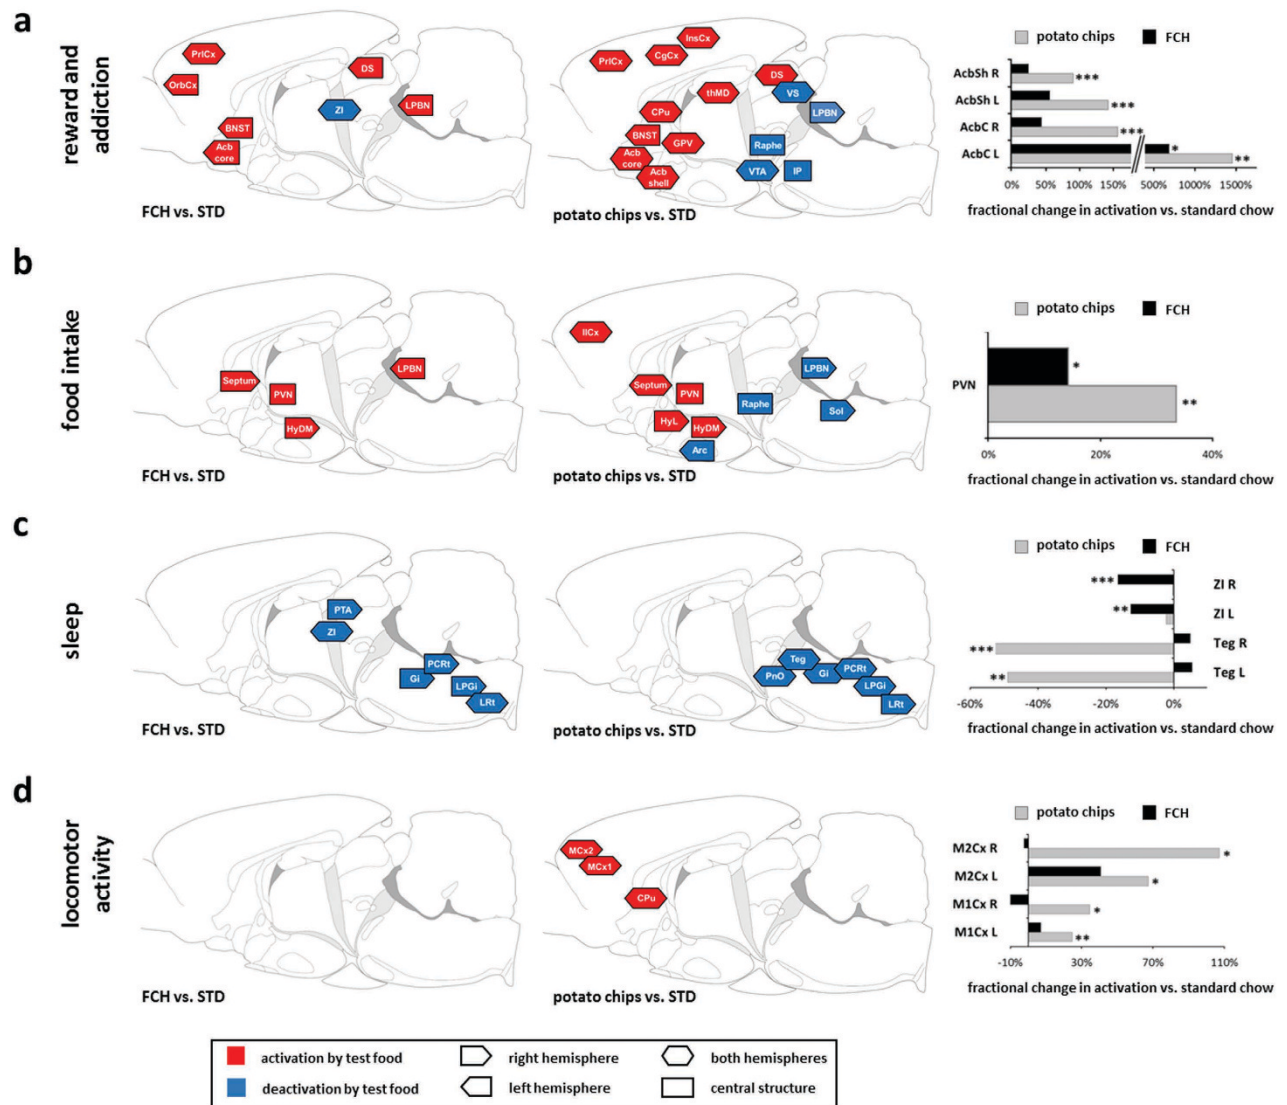 a
reward and
addiction
PrlCx
OrbCx
BNST
Acb
core
DS
ZI
LPBN
FCH vs. STD
InsCx
CgCx
PrlCx
thMD
DS
VS
CPu
LPBN
BNST
GPV
Raphe
Acb
core
Acb
shell
VTA
IP
potato chips vs. STD
potato chips
FCH
AcbSh R
***
AcbSh L
***
AcbC R
***
AcbC L
*
**
0%
50%
100%
150%
500%
1000%
1500%
fractional change in activation vs. standard chow
b
food intake
LPBN
Septum
PVN
HyDM
FCH vs. STD
IlCx
LPBN
Septum
PVN
Raphe
Sol
HyL
HyDM
Arc
potato chips vs. STD
potato chips
FCH
PVN
*
**
0%
20%
40%
fractional change in activation vs. standard chow
c
sleep
PTA
ZI
PCRt
Gi
LPGi
LRt
FCH vs. STD
Teg
PnO
Gi
PCRt
LPGi
LRt
potato chips vs. STD
potato chips
FCH
***
ZI R
**
ZI L
***
Teg R
**
Teg L
-60%
-40%
-20%
0%
fractional change in activation vs. standard chow
d
locomotor
activity
FCH vs. STD
MCx2
MCx1
CPu
potato chips vs. STD
potato chips
FCH
M2Cx R
*
M2Cx L
*
M1Cx R
*
M1Cx L
**
-10%
30%
70%
110%
fractional change in activation vs. standard chow
activation by test food
right hemisphere
both hemispheres
deactivation by test food
left hemisphere
central structure